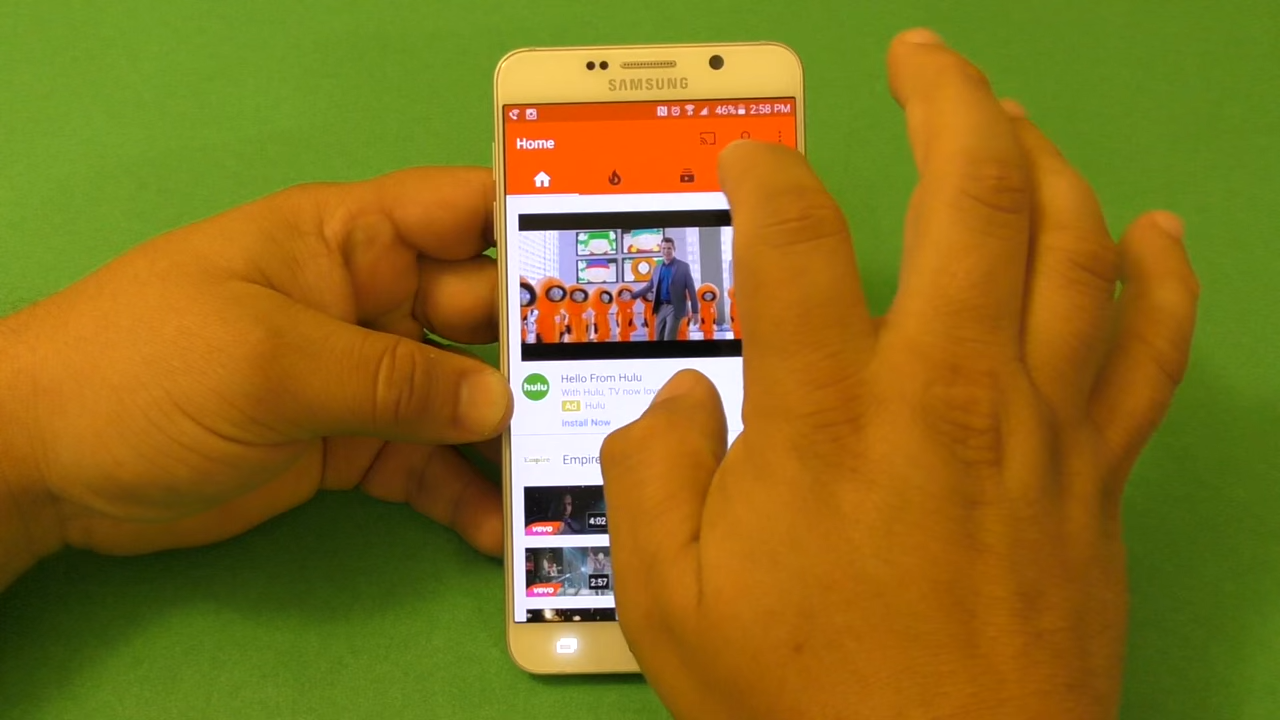 SAMSUNG
46% 2:58 PM
Home
hulu
Hello From Hulu
With Hulu, TV now
Ad Hulu
Install Now
Empire Empire
4:02
vevo
2:57
vevo